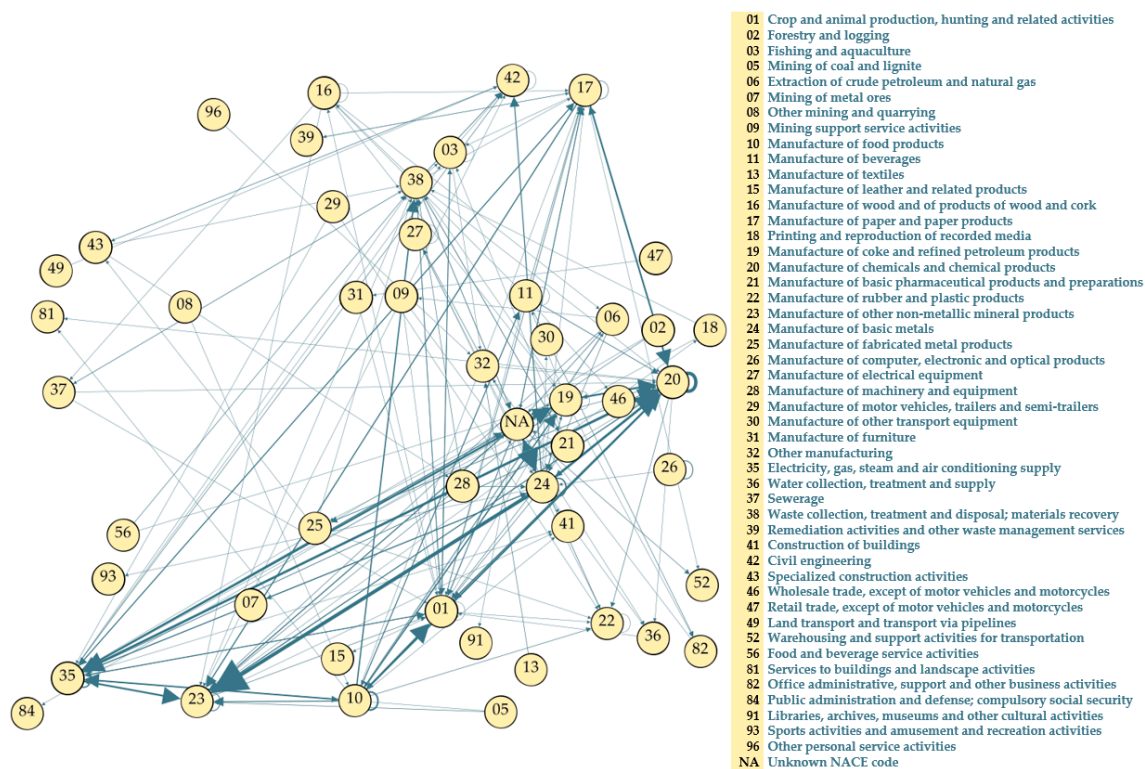 42
16
17
96
39
03
38
29
27
43
47
49
31
09
11
08
06
81
02
18
30
32
37
20
19
46
NA
21
26
28
24
25
41
56
93
52
07
01
22
36
91
82
15
13
35
23
10
05
84
01 Crop and animal production, hunting and related activities
02 Forestry and logging
03 Fishing and aquaculture
05 Mining of coal and lignite
06 Extraction of crude petroleum and natural gas
07 Mining of metal ores
08 Other mining and quarrying
09 Mining support service activities
10 Manufacture of food products
11 Manufacture of beverages
13 Manufacture of textiles
15 Manufacture of leather and related products
16 Manufacture of wood and of products of wood and cork
17 Manufacture of paper and paper products
18 Printing and reproduction of recorded media
19 Manufacture of coke and refined petroleum products
20 Manufacture of chemicals and chemical products
21 Manufacture of basic pharmaceutical products and preparations
22 Manufacture of rubber and plastic products
23 Manufacture of other non-metallic mineral products
24 Manufacture of basic metals
25 Manufacture of fabricated metal products
26 Manufacture of computer, electronic and optical products
27 Manufacture of electrical equipment
28 Manufacture of machinery and equipment
29 Manufacture of motor vehicles, trailers and semi-trailers
30 Manufacture of other transport equipment
31 Manufacture of furniture
32 Other manufacturing
35 Electricity, gas, steam and air conditioning supply
36 Water collection, treatment and supply
37 Sewerage
38 Waste collection, treatment and disposal; materials recovery
39 Remediation activities and other waste management services
41 Construction of buildings
42 Civil engineering
43 Specialized construction activities
46 Wholesale trade, except of motor vehicles and motorcycles
47 Retail trade, except of motor vehicles and motorcycles
49 Land transport and transport via pipelines
52 Warehousing and support activities for transportation
56 Food and beverage service activities
81 Services to buildings and landscape activities
82 Office administrative, support and other business activities
84 Public administration and defense; compulsory social security
91 Libraries, archives, museums and other cultural activities
93 Sports activities and amusement and recreation activities
96 Other personal service activities
NA Unknown NACE code